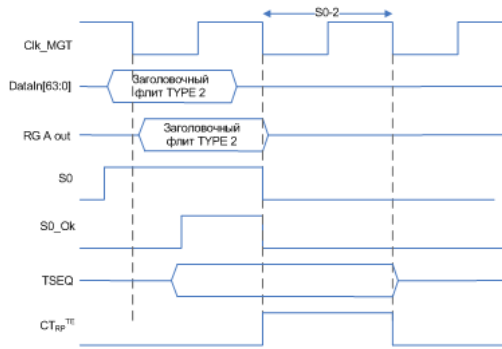 S0-2
Clk_MGT
DataIn[63:0]
Заголовочный
флит TYPE 2
RG A out
Заголовочный
флит TYPE 2
S0
S0_Ok
TSEQ
CTRPTE